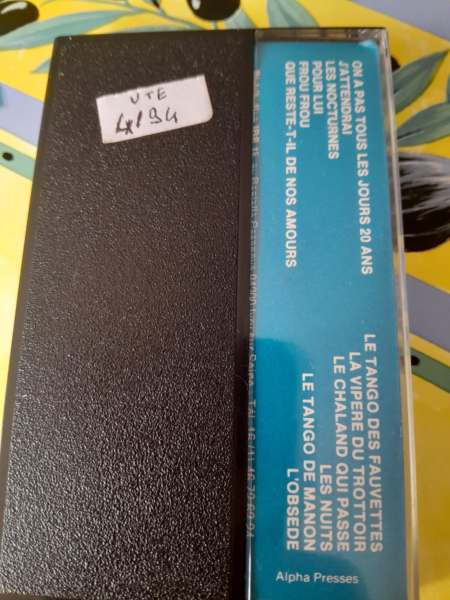 UTE
4134
ON A PAS TOUS LES JOURS 20 ANS
J'ATTENDRAI
LES NOCTURNES
POUR LUI
FROU FROU
QUE RESTE-T-IL DE NOS AMOURS
LE TANGO DES FAUVETTES
LA VIPERE DU TROTTOIR
LE CHALAND QUI PASSE
LES NUITS
LE TANGO DE MANON
L'OBSEDE
Alpha Presses